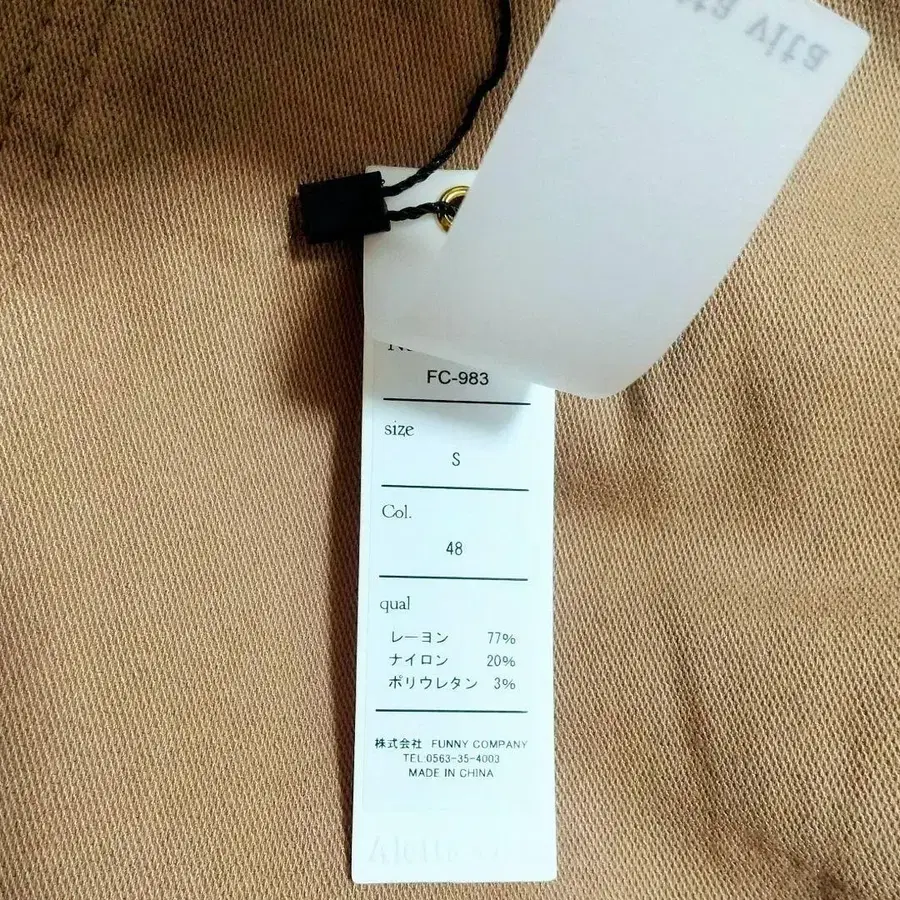 FC-983
size
S
Col.
48
qual
レーヨン 77%
ナイロン 20%
ポリウレタン 3%
株式会社 FUNNY COMPANY
TEL:0563-35-4003
MADE IN CHINA